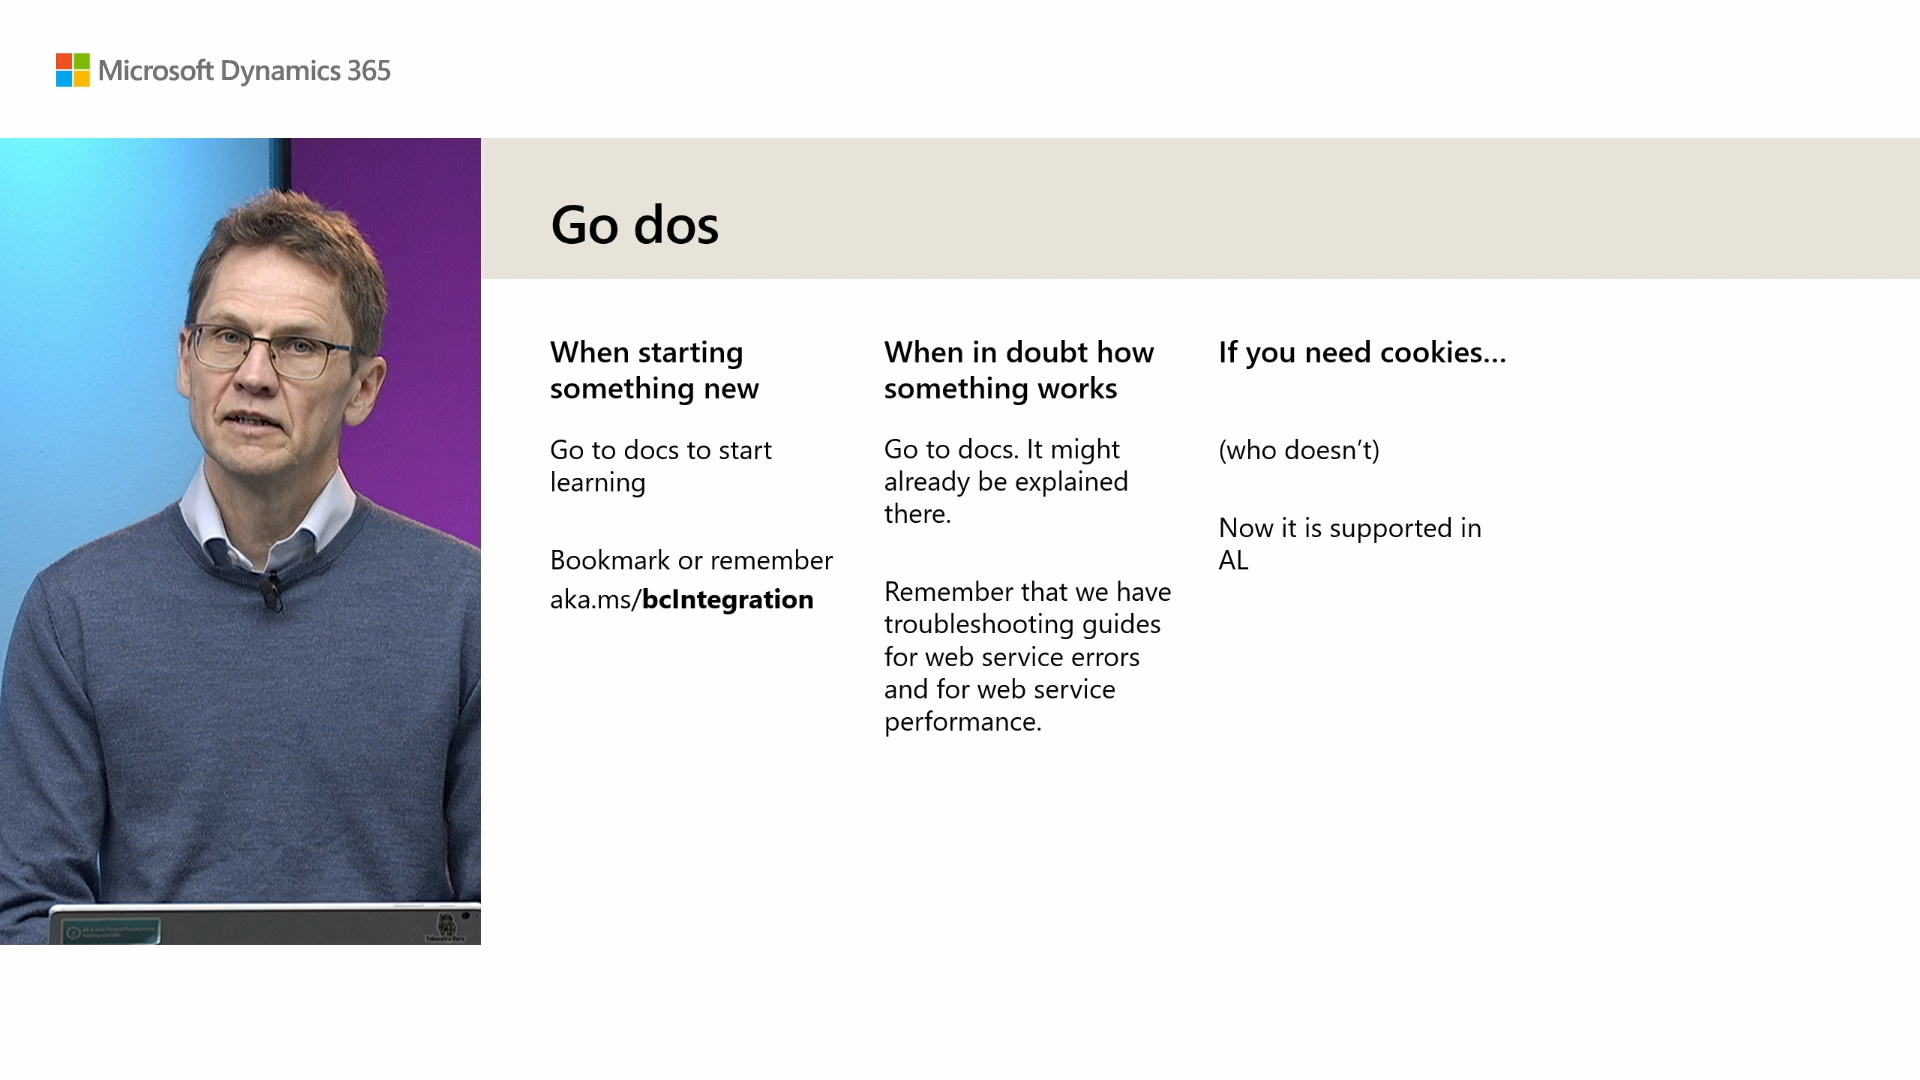 Microsoft Dynamics 365
Go dos
When starting
something new
Go to docs to start
learning
Bookmark or remember
aka.ms/bcIntegration
When in doubt how
something works
Go to docs. It might
already be explained
there.
Remember that we have
troubleshooting guides
for web service errors
and for web service
performance.
If you need cookies...
(who doesn’t)
Now it is supported in
AL